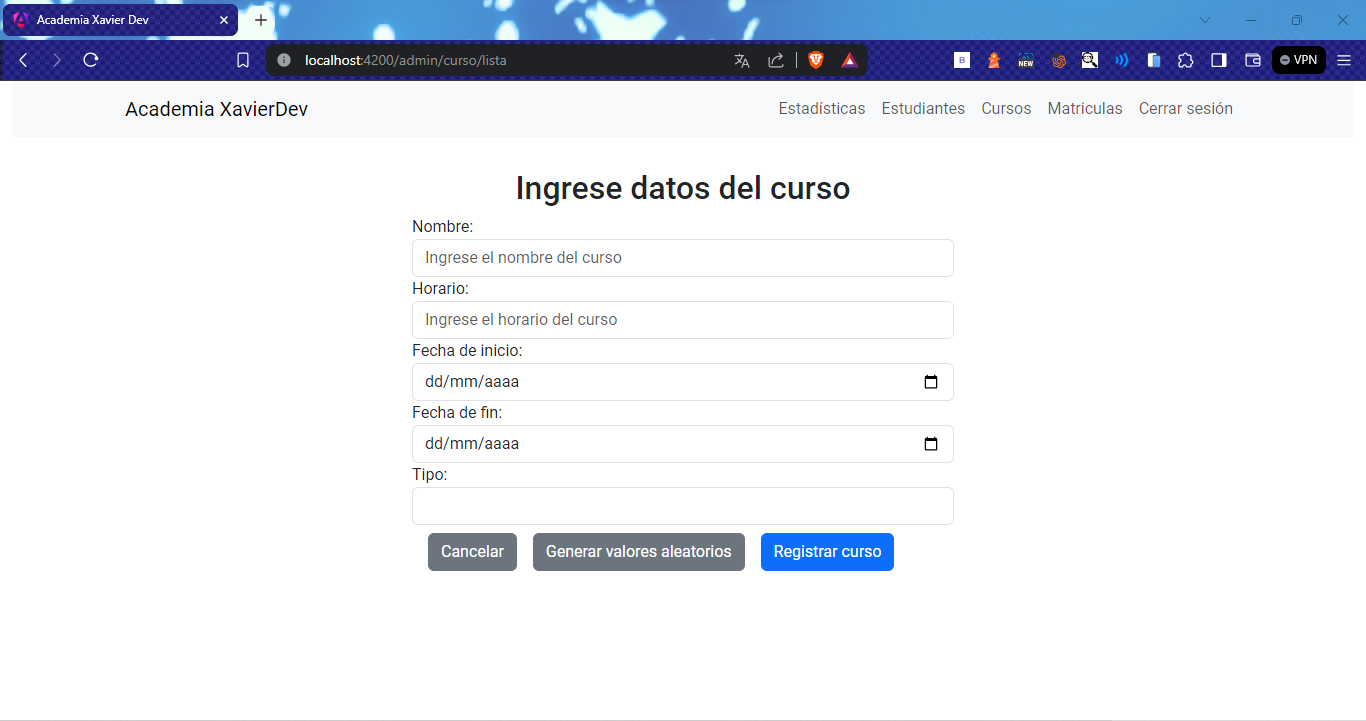 Academia Xavier Dev
localhost:4200/admin/curso/lista
B
NEW
VPN
Academia XavierDev
Estadísticas Estudiantes Cursos Matriculas Cerrar sesión
Ingrese datos del curso
Nombre:
Ingrese el nombre del curso
Horario:
Ingrese el horario del curso
Fecha de inicio:
dd/mm/aaaa
Fecha de fin:
dd/mm/aaaa
Tipo:
Cancelar Generar valores aleatorios Registrar curso